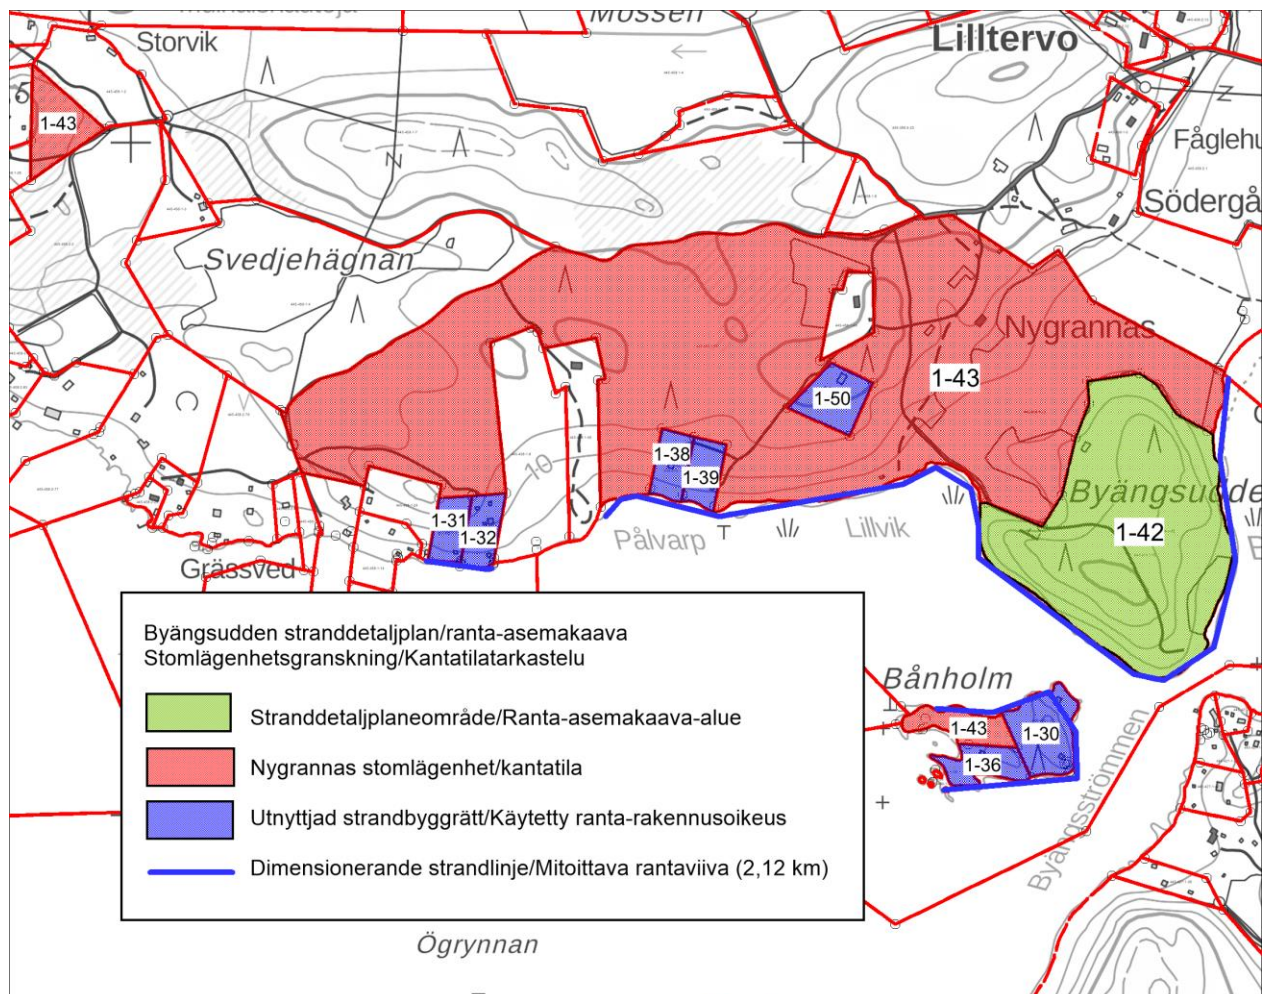 Mossen
Storvik
Lilltervo
1-43
Fåglehu
Södergå
Svedjehägnan
Nygrannas
1-43
1-50
1-38
1-39
10
Byängsudde
1-42
1-31
1-32
Pålvarp
Lillvik
Grässved
Byängsudden stranddetaljplan/ranta-asemakaava
Stomlägenhetsgranskning/Kantatilatarkastelu
Stranddetaljplaneområde/Ranta-asemakaava-alue
Nygrannas stomlägenhet/kantatila
Utnyttjad strandbyggrätt/Käytetty ranta-rakennusoikeus
Dimensionerande strandlinje/Mitoittava rantaviiva (2,12 km)
Bånholm
1-43
1-30
1-36
Byängsströmmen
Ögrynnan